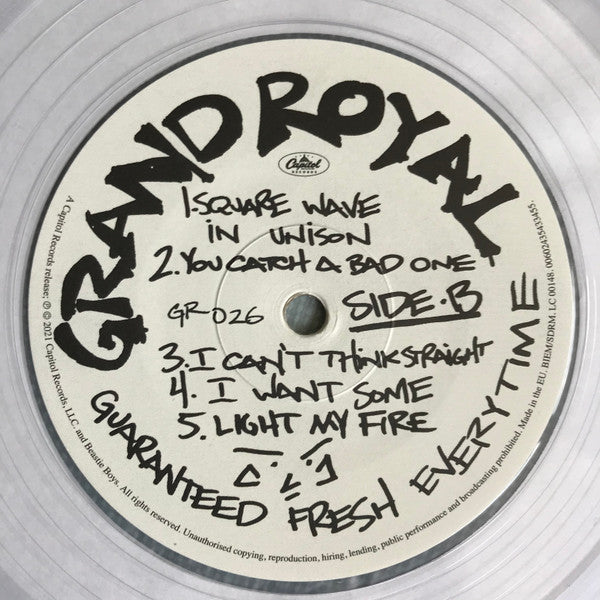 GRAND ROYAL
Capitol
RECORDS
1. SQUARE WAVE
IN UNISON
2. YOU CATCH A BAD ONE
GR-026
SIDE·B
3. I CAN'T THINK STRAIGHT
4. I WANT SOME
5. LIGHT MY FIRE
GUARANTEED FRESH EVERYTIME
A Capitol Records release; ℗ © 2021 Capitol Records, LLC. and Beastie Boys. All rights reserved. Unauthorised copying, reproduction, hiring, lending, public performance and broadcasting prohibited. Made in the EU. BIEM/SDRM. LC 00148. 00602435433455.